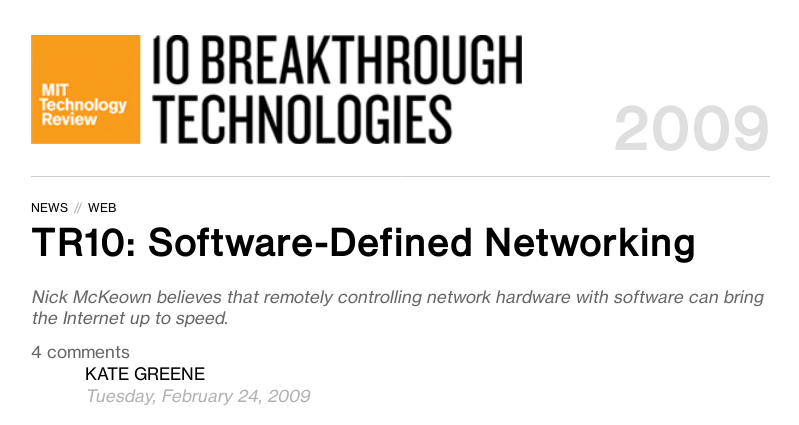 MIT
Technology
Review
10 BREAKTHROUGH
TECHNOLOGIES
2009
NEWS // WEB
TR10: Software-Defined Networking
Nick McKeown believes that remotely controlling network hardware with software can bring
the Internet up to speed.
4 comments
KATE GREENE
Tuesday, February 24, 2009